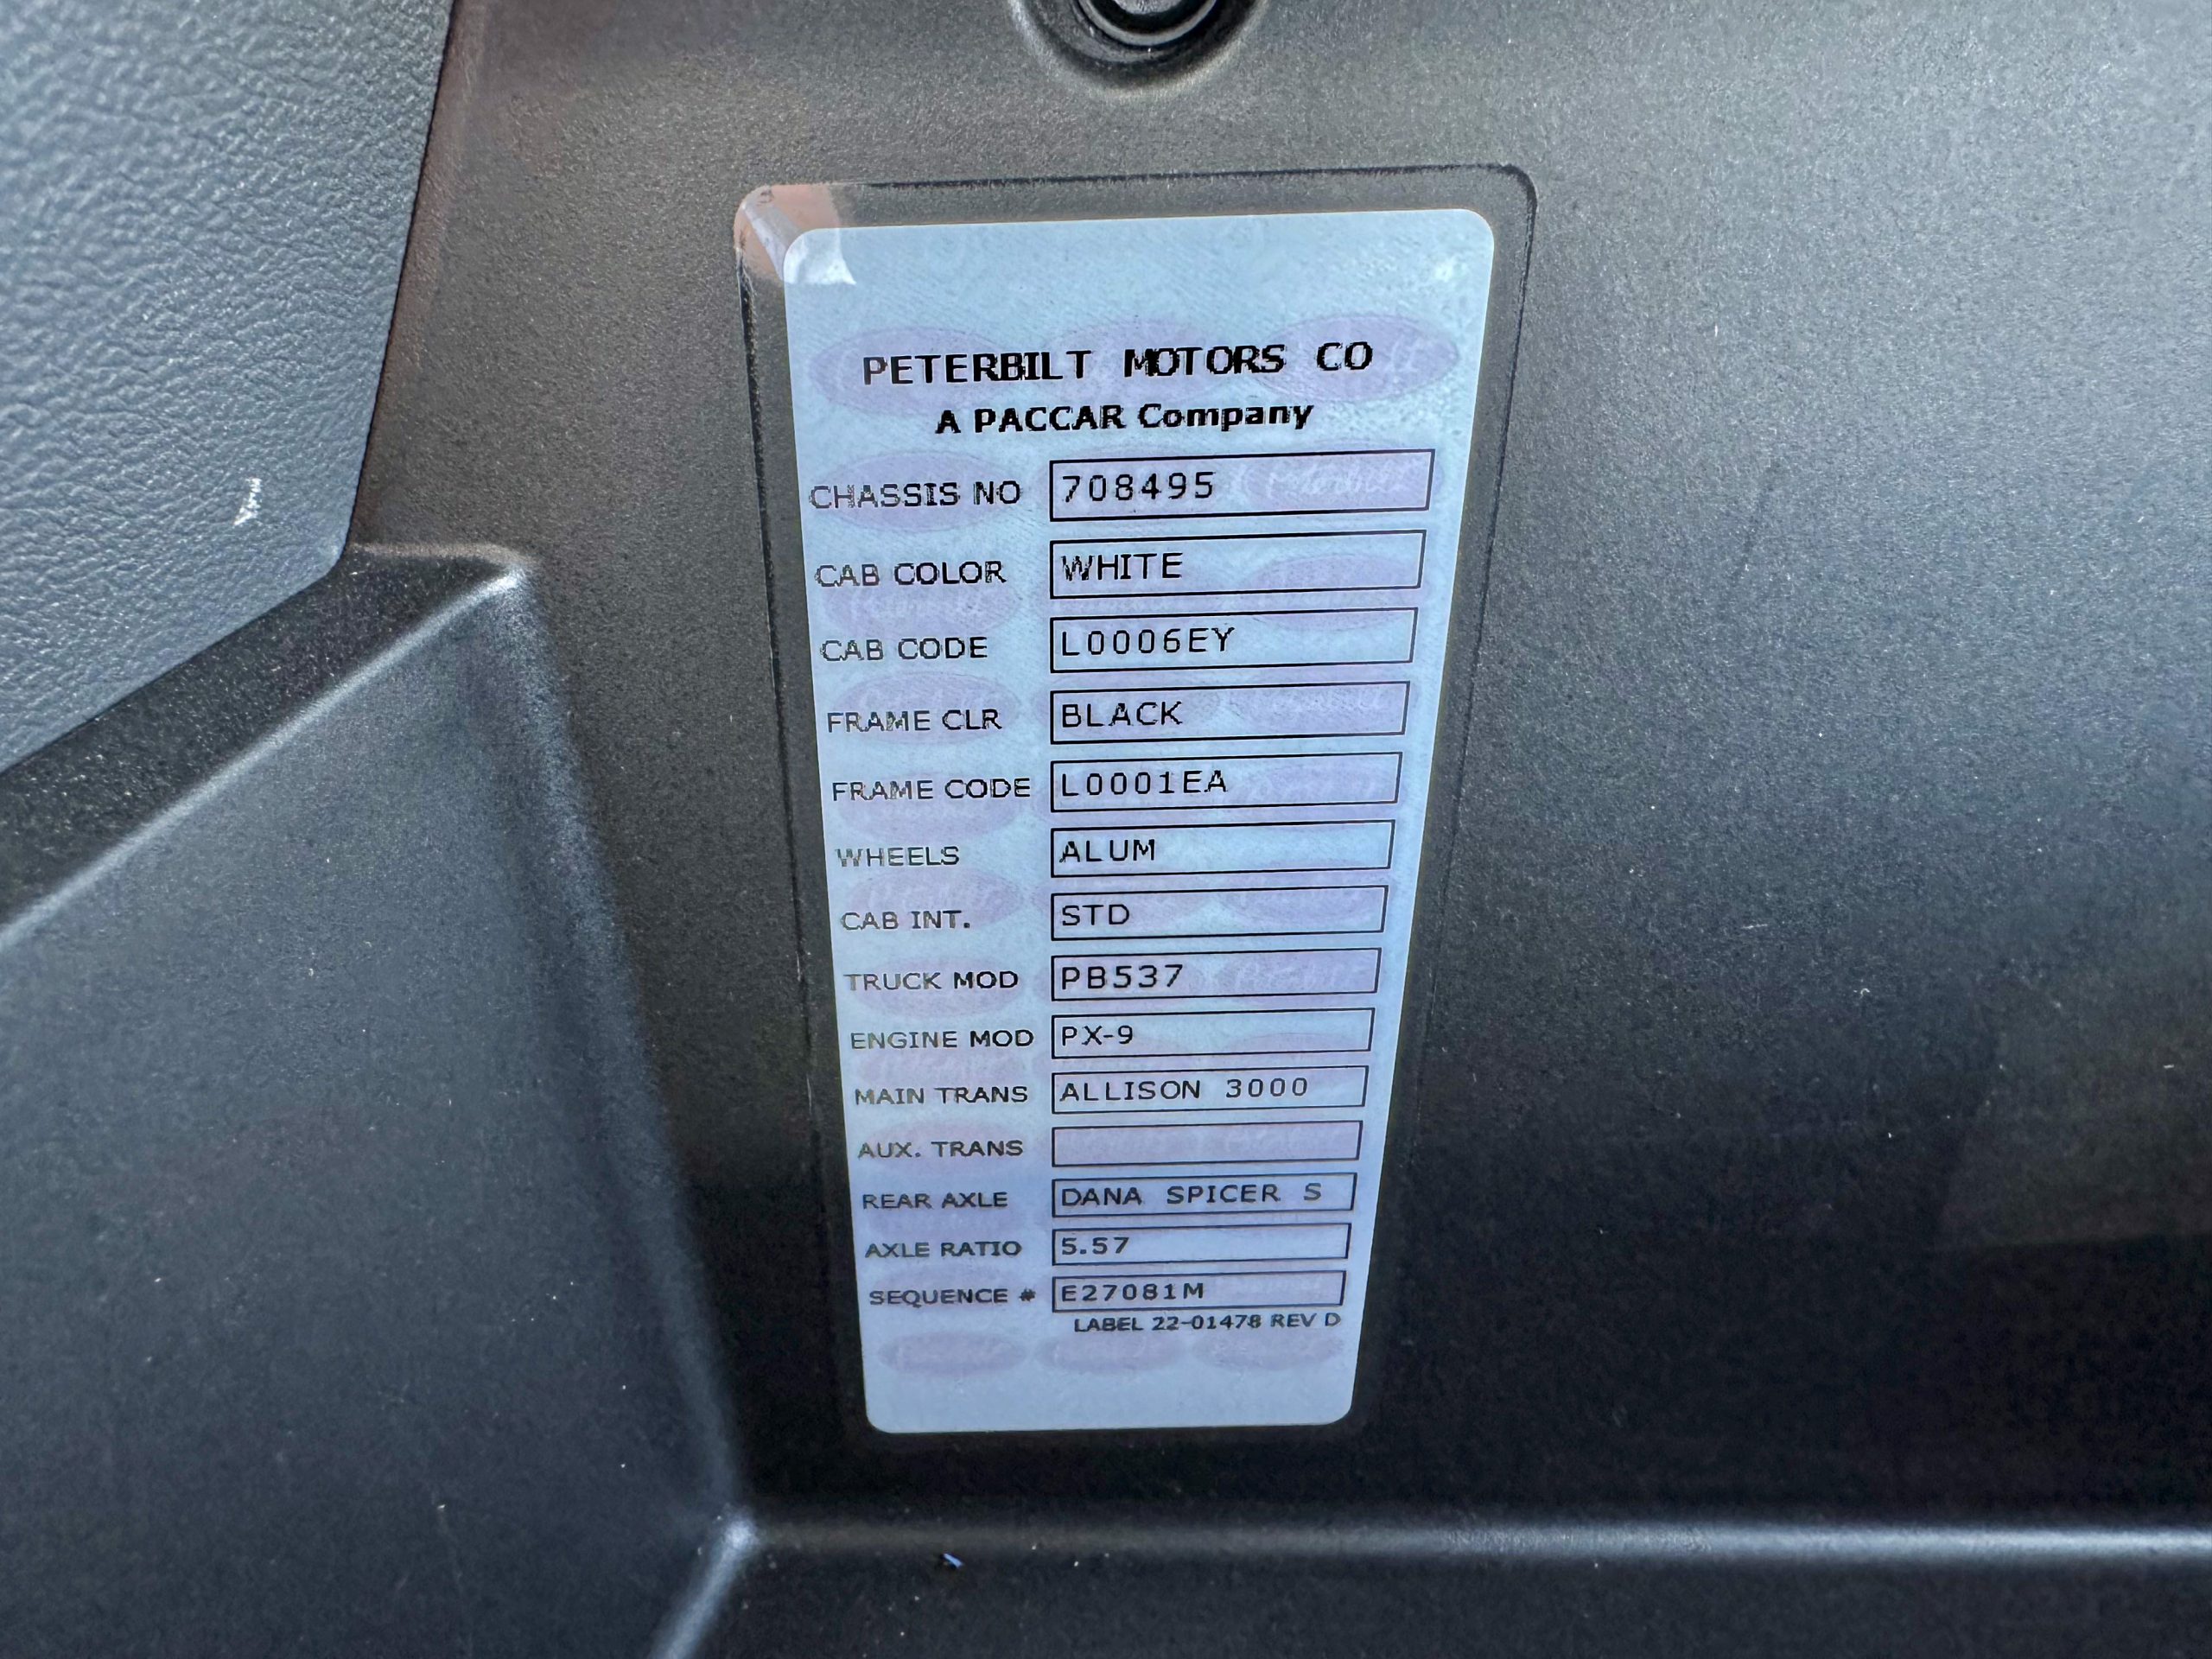 PETERBILT MOTORS CO
A PACCAR Company
CHASSIS NO 708495
CAB COLOR WHITE
CAB CODE L0006EY
FRAME CLR BLACK
FRAME CODE L0001EA
WHEELS ALUM
CAB INT. STD
TRUCK MOD PB537
ENGINE MOD PX-9
MAIN TRANS ALLISON 3000
AUX. TRANS
REAR AXLE DANA SPICER S
AXLE RATIO 5.57
SEQUENCE # E27081M
LABEL 22-01478 REV D